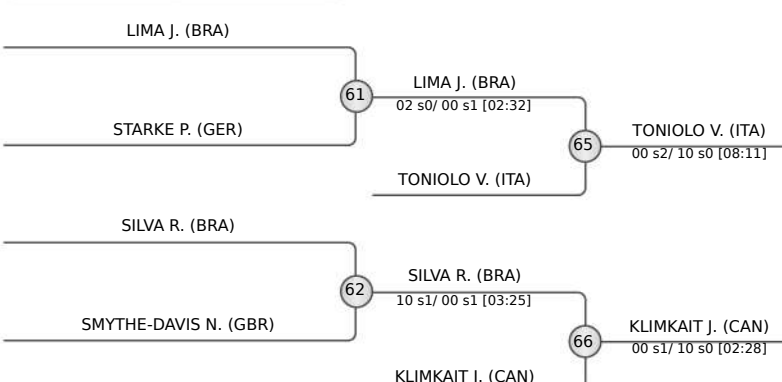 LIMA J. (BRA)
61
LIMA J. (BRA)
02 s0/ 00 s1 [02:32]
STARKE P. (GER)
65
TONIOLO V. (ITA)
00 s2/ 10 s0 [08:11]
TONIOLO V. (ITA)
SILVA R. (BRA)
62
SILVA R. (BRA)
10 s1/ 00 s1 [03:25]
SMYTHE-DAVIS N. (GBR)
66
KLIMKAIT J. (CAN)
00 s1/ 10 s0 [02:28]
KLIMKAIT J. (CAN)